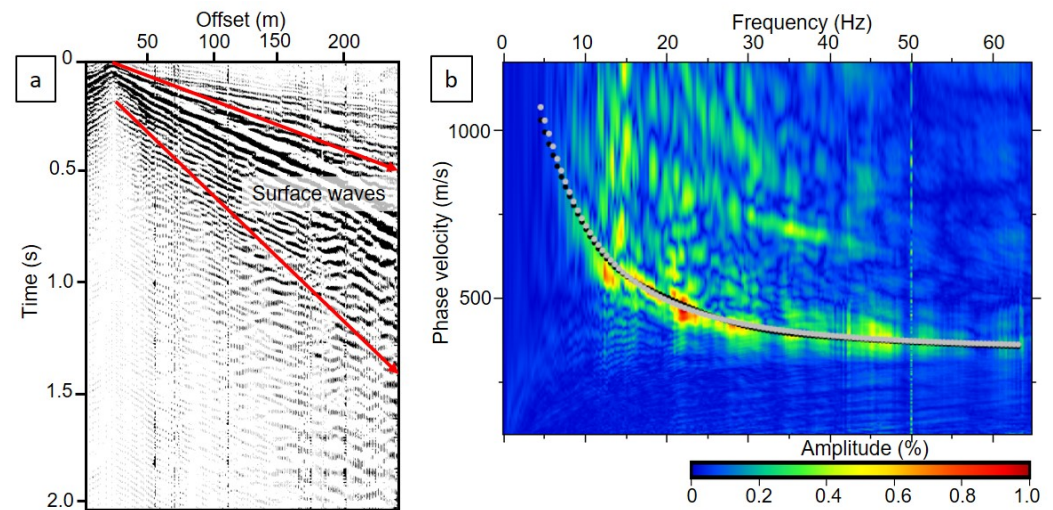 Offset (m)
50 100 150 200
a
0
0.5
1.0
1.5
2.0
Time (s)
Surface waves
Frequency (Hz)
0 10 20 30 40 50 60
b
1000
500
Phase velocity (m/s)
Amplitude (%)
0 0.2 0.4 0.6 0.8 1.0